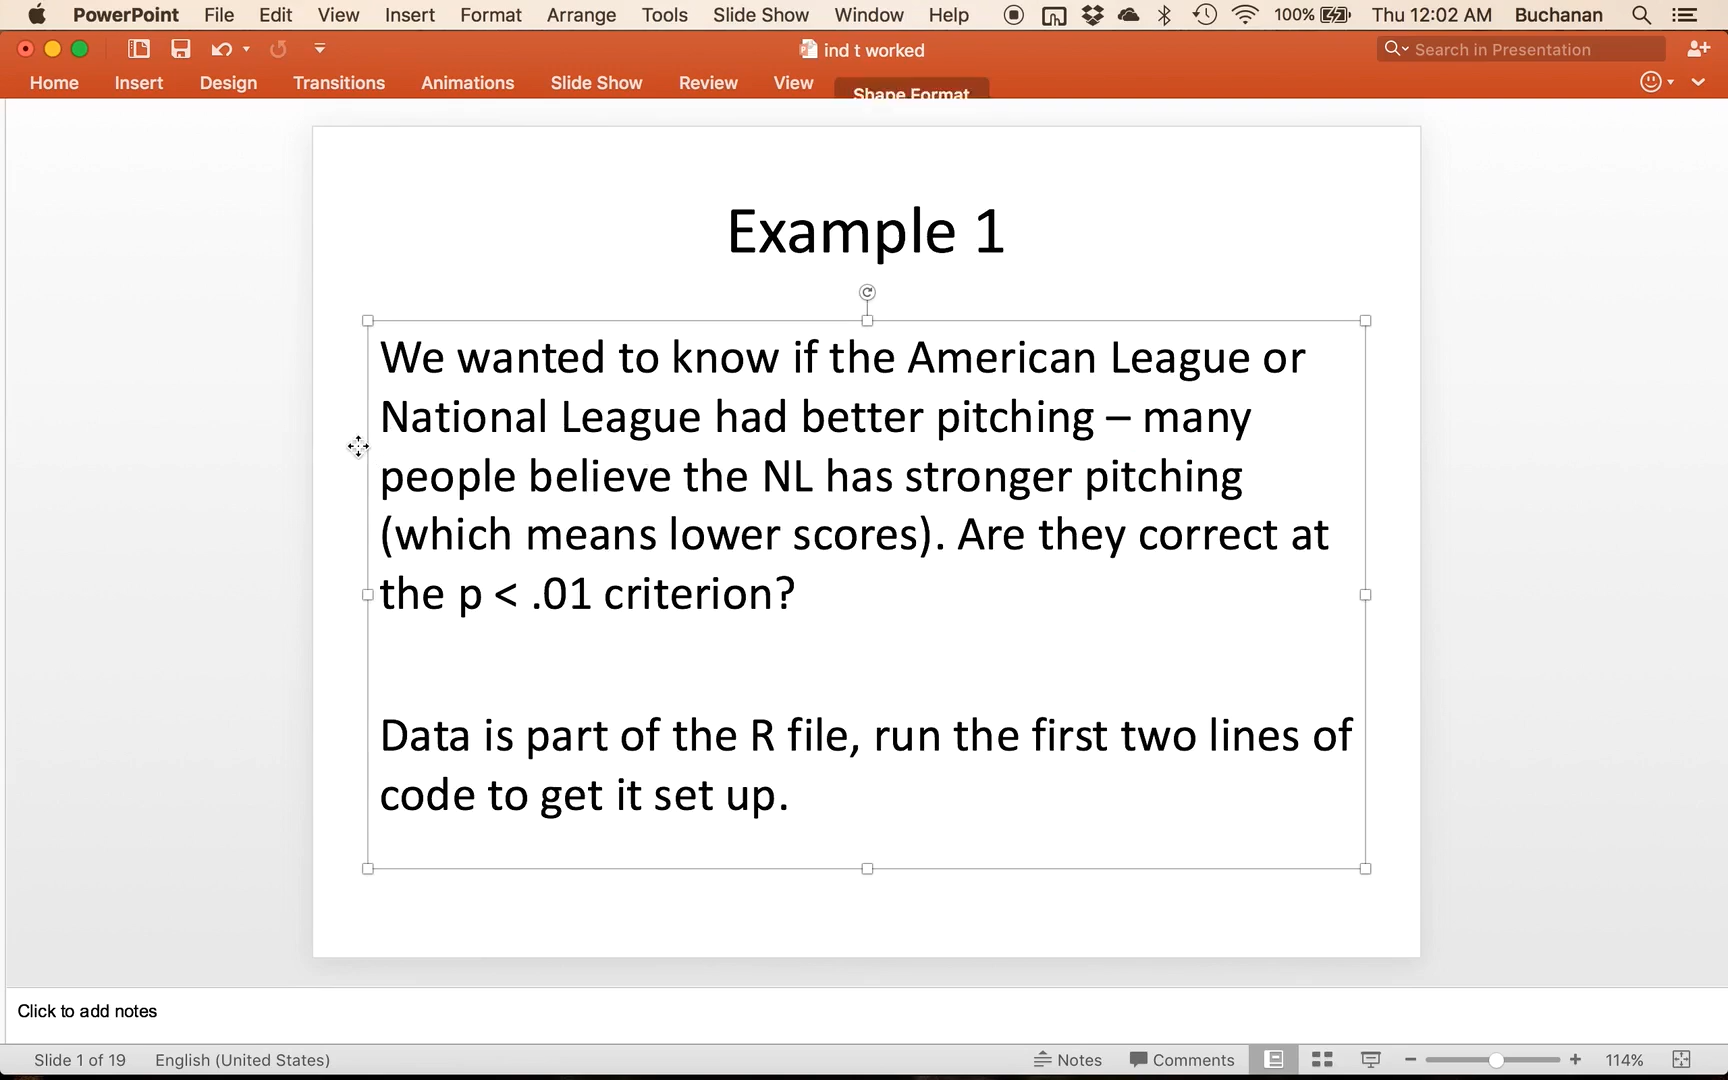 PowerPoint File Edit View Insert Format Arrange Tools Slide Show Window Help 100% Thu 12:02 AM Buchanan
ind t worked
Search in Presentation
Home Insert Design Transitions Animations Slide Show Review View Shape Format
Example 1
We wanted to know if the American League or
National League had better pitching – many
people believe the NL has stronger pitching
(which means lower scores). Are they correct at
the p < .01 criterion?
Data is part of the R file, run the first two lines of
code to get it set up.
Click to add notes
Slide 1 of 19 English (United States) Notes Comments 114%